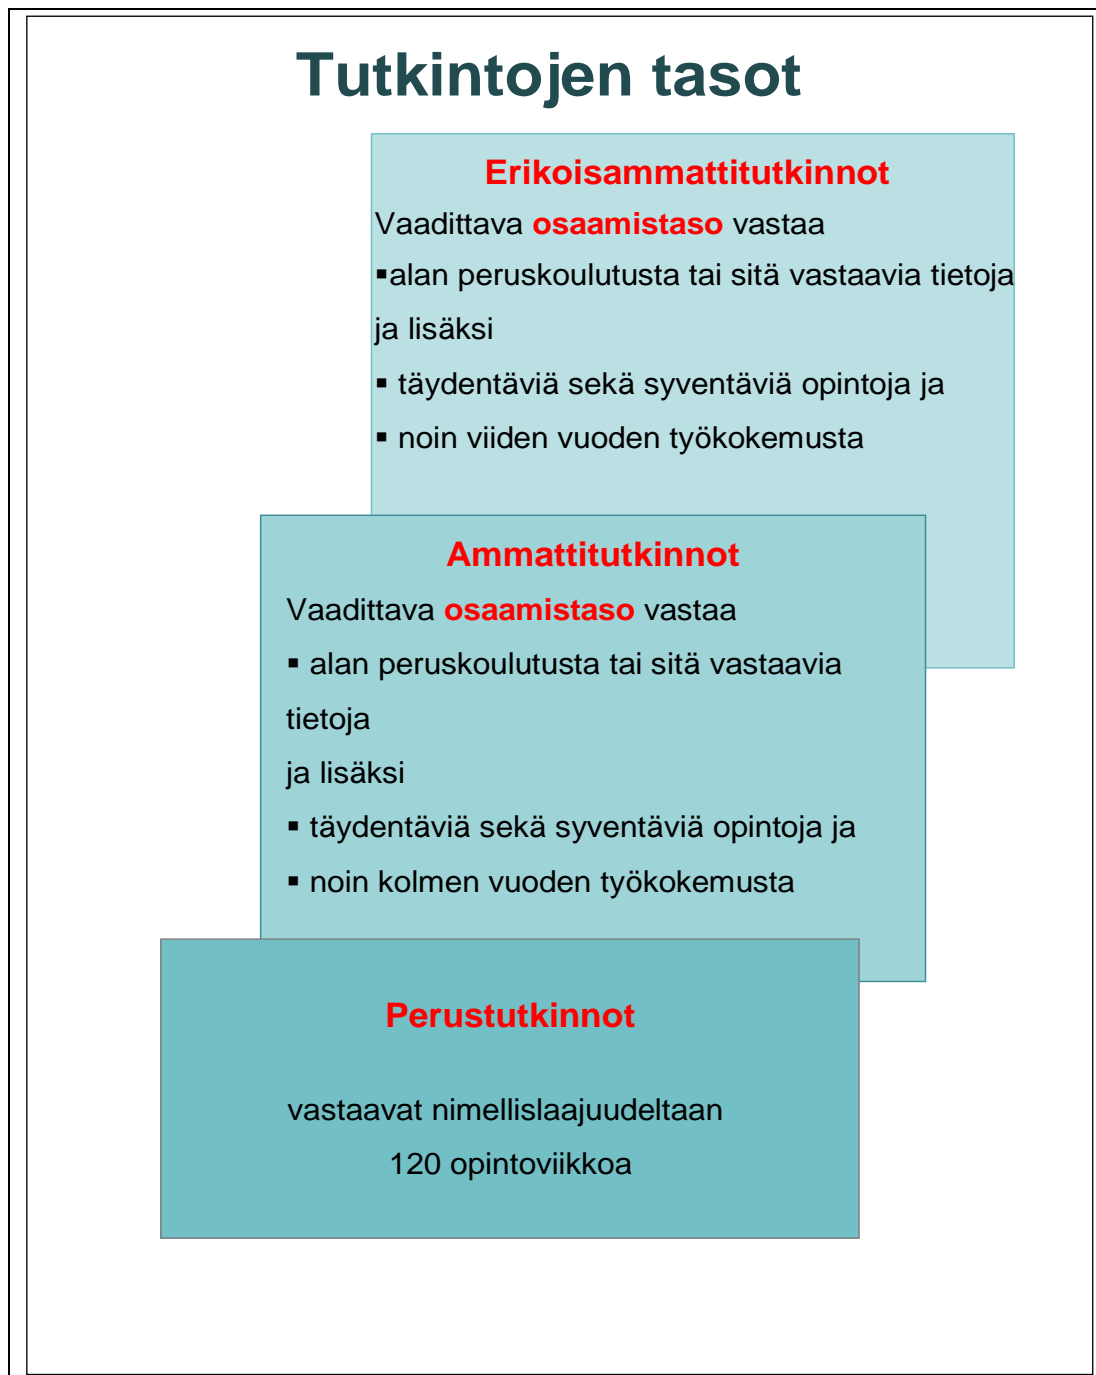 Tutkintojen tasot
Erikoisammattitutkinnot
Vaadittava osaamistaso vastaa
▪alan peruskoulutusta tai sitä vastaavia tietoja
ja lisäksi
▪ täydentäviä sekä syventäviä opintoja ja
▪ noin viiden vuoden työkokemusta
Ammattitutkinnot
Vaadittava osaamistaso vastaa
▪ alan peruskoulutusta tai sitä vastaavia
tietoja
ja lisäksi
▪ täydentäviä sekä syventäviä opintoja ja
▪ noin kolmen vuoden työkokemusta
Perustutkinnot
vastaavat nimellislaajuudeltaan
120 opintoviikkoa